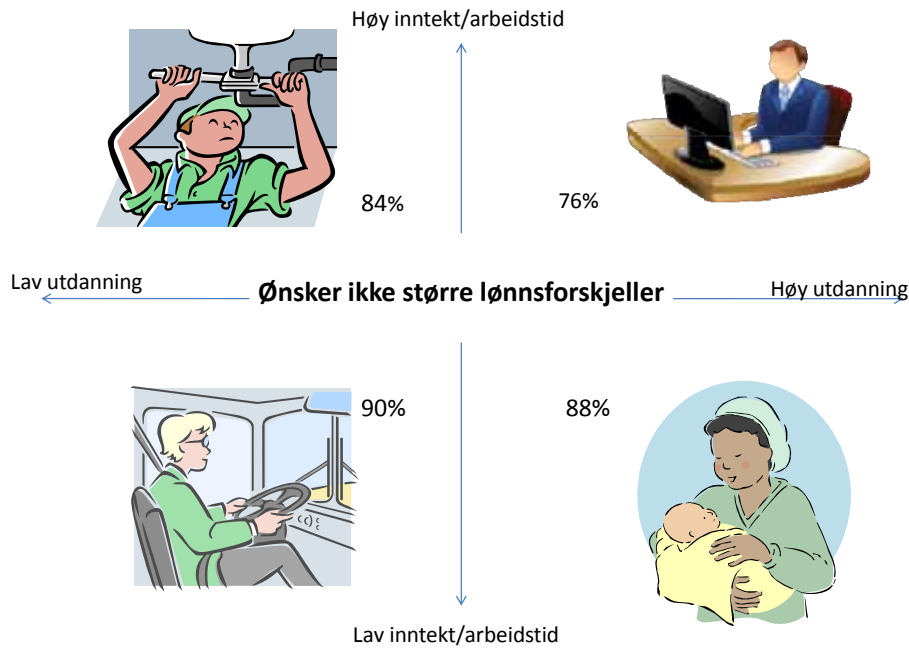 Høy inntekt/arbeidstid
84%
76%
Lav utdanning
Ønsker ikke større lønnsforskjeller
Høy utdanning
90%
88%
Lav inntekt/arbeidstid